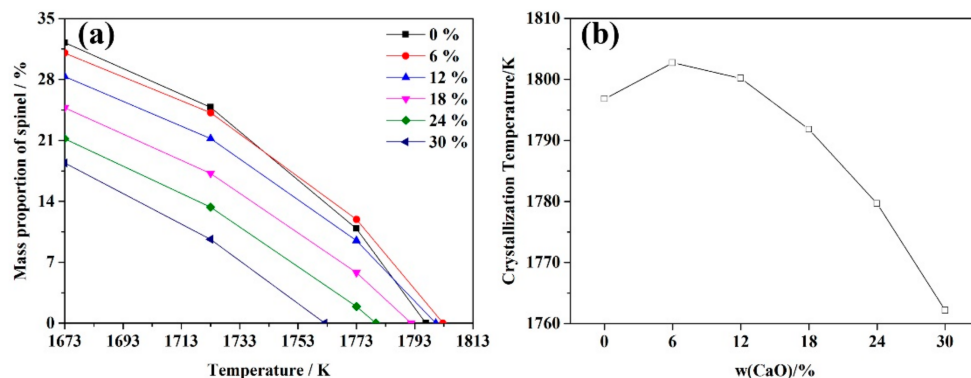 (a)
0 %
6 %
12 %
18 %
24 %
30 %
35
28
21
14
7
0
Mass proportion of spinel / %
1673 1693 1713 1733 1753 1773 1793 1813
Temperature / K
(b)
1810
1800
1790
1780
1770
1760
Crystallization Temperature/K
0 6 12 18 24 30
w(CaO)/%